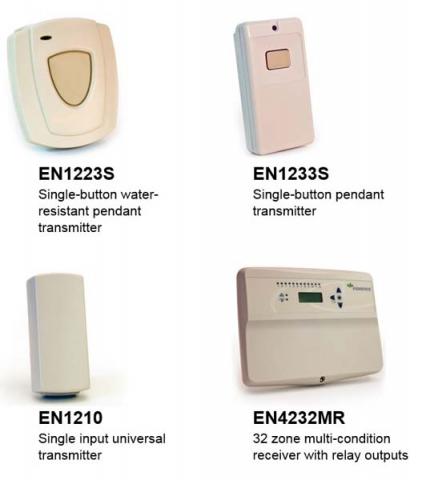 EN1223S
Single-button water-
resistant pendant
transmitter
EN1233S
Single-button pendant
transmitter
EN1210
Single input universal
transmitter
EN4232MR
32 zone multi-condition
receiver with relay outputs